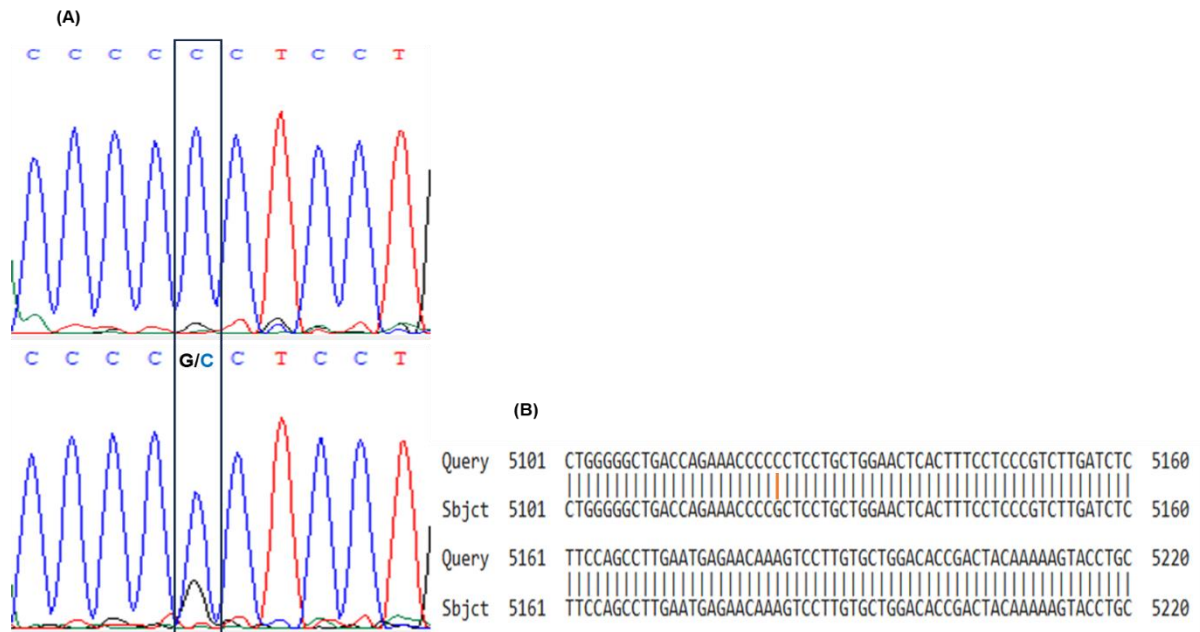 (A)
C C C C C C T C C T
C C C C G/C C T C C T
(B)
Query 5101 CTGGGGGCTGACCAGAAACCCCCCTCCTGCTGGAACTCACTTTCCTCCCGTCTTGATCTC 5160
Sbjct 5101 CTGGGGGCTGACCAGAAACCCCGCTCCTGCTGGAACTCACTTTCCTCCCGTCTTGATCTC 5160
Query 5161 TTCCAGCCTTGAATGAGAACAAAGTCCTTGTGCTGGACACCGACTACAAAAAGTACCTGC 5220
Sbjct 5161 TTCCAGCCTTGAATGAGAACAAAGTCCTTGTGCTGGACACCGACTACAAAAAGTACCTGC 5220